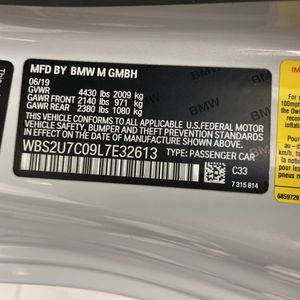 MFD BY BMW M GMBH
06/19
GVWR 4430 lbs 2009 kg
GAWR FRONT 2140 lbs 971 kg
GAWR REAR 2380 lbs 1080 kg
THIS VEHICLE CONFORMS TO ALL APPLICABLE U.S.FEDERAL MOTOR
VEHICLE SAFETY, BUMPER, AND THEFT PREVENTION STANDARDS IN
EFFECT ON THE DATE OF MANUFACTURE SHOWN ABOVE.
WBS2U7C09L7E32613 TYPE: PASSENGER CAR
C33
7 315 814
6859729